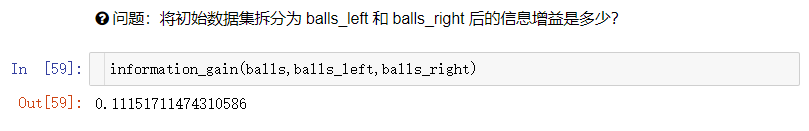 问题：将初始数据集拆分为 balls_left 和 balls_right 后的信息增益是多少?
In [59]: information_gain(balls,balls_left,balls_right)
Out[59]: 0.11151711474310586